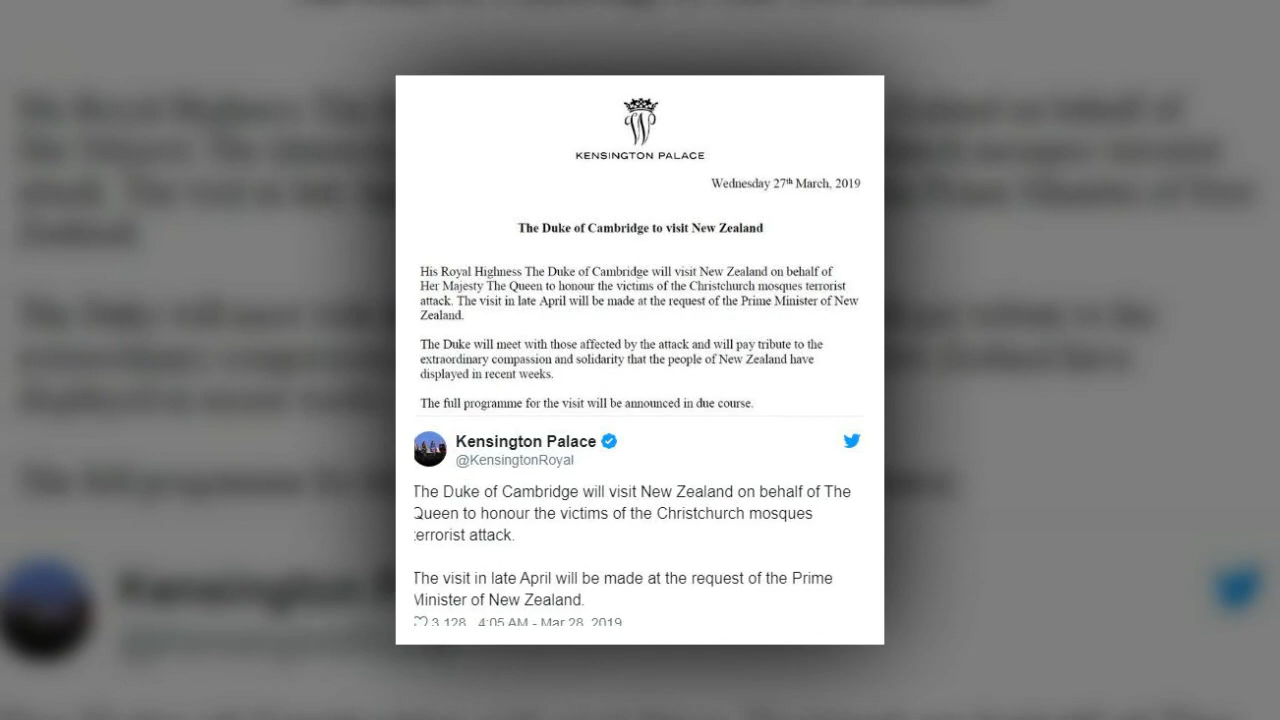 KENSINGTON PALACE
Wednesday 27th March, 2019
The Duke of Cambridge to visit New Zealand
His Royal Highness The Duke of Cambridge will visit New Zealand on behalf of
Her Majesty The Queen to honour the victims of the Christchurch mosques terrorist
attack. The visit in late April will be made at the request of the Prime Minister of New
Zealand.
The Duke will meet with those affected by the attack and will pay tribute to the
extraordinary compassion and solidarity that the people of New Zealand have
displayed in recent weeks.
The full programme for the visit will be announced in due course.
Kensington Palace
@KensingtonRoyal
The Duke of Cambridge will visit New Zealand on behalf of The
Queen to honour the victims of the Christchurch mosques
terrorist attack.
The visit in late April will be made at the request of the Prime
Minister of New Zealand.
3,128 4:05 AM - Mar 28, 2019